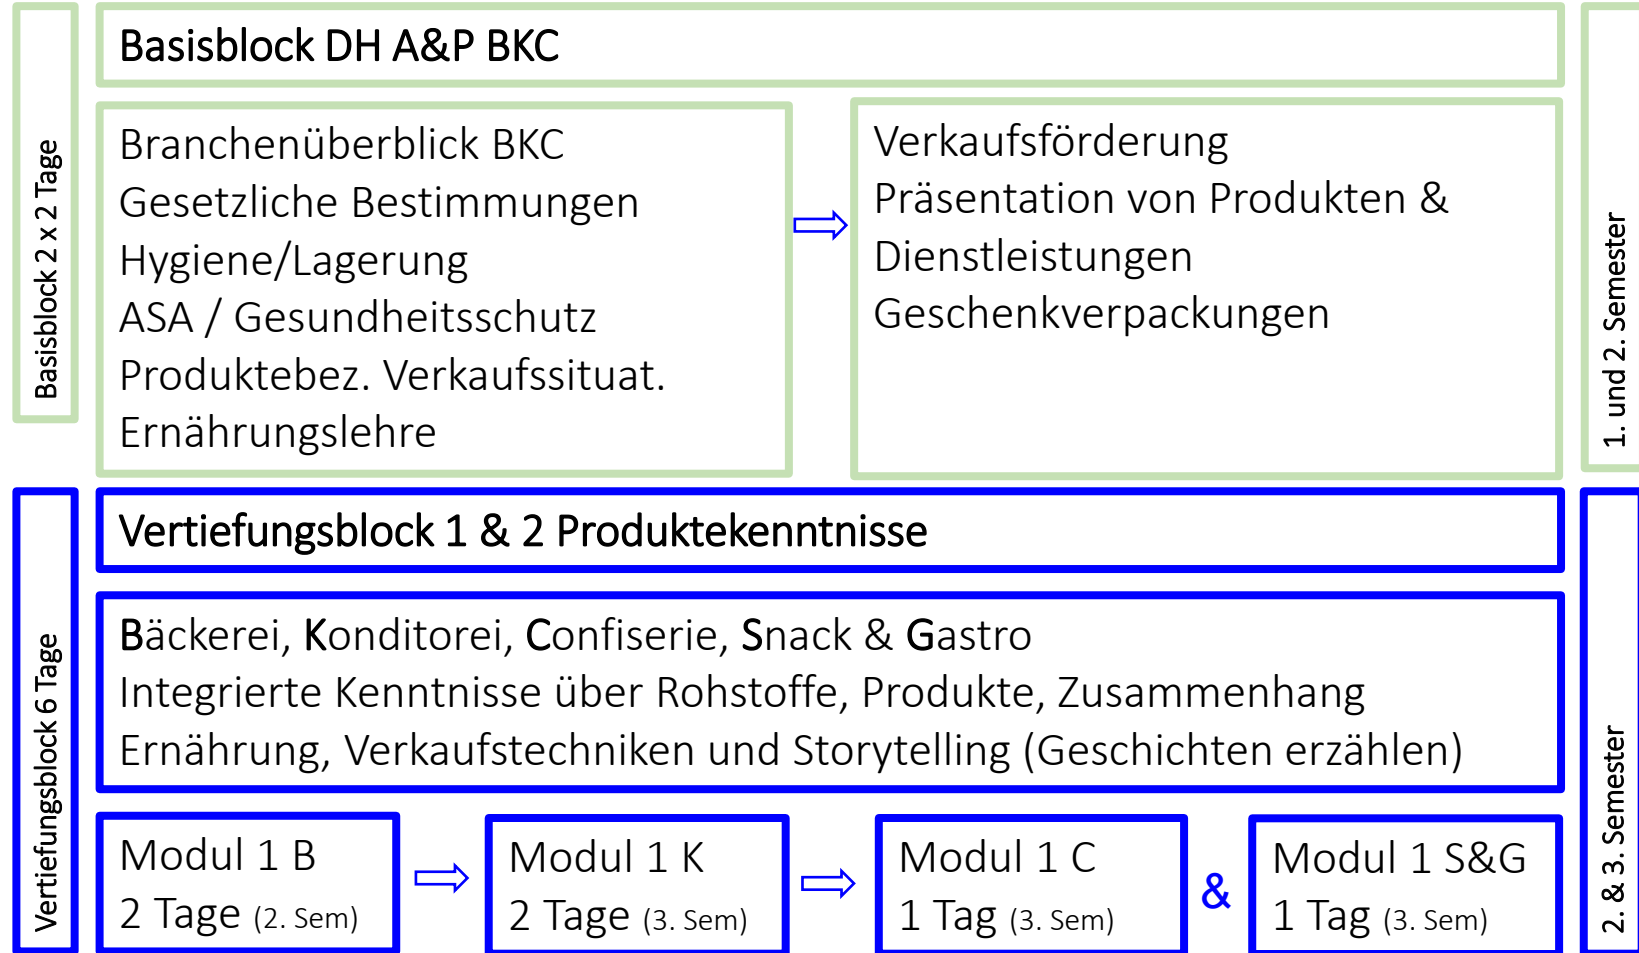 Basisblock 2 x 2 Tage
Basisblock DH A&P BKC
Branchenüberblick BKC
Gesetzliche Bestimmungen
Hygiene/Lagerung
ASA / Gesundheitsschutz
Produktebez. Verkaufssituat.
Ernährungslehre
Verkaufsförderung
Präsentation von Produkten &
Dienstleistungen
Geschenkverpackungen
1. und 2. Semester
Vertiefungsblock 6 Tage
Vertiefungsblock 1 & 2 Produktekenntnisse
Bäckerei, Konditorei, Confiserie, Snack & Gastro
Integrierte Kenntnisse über Rohstoffe, Produkte, Zusammenhang
Ernährung, Verkaufstechniken und Storytelling (Geschichten erzählen)
Modul 1 B
2 Tage (2. Sem)
Modul 1 K
2 Tage (3. Sem)
Modul 1 C
1 Tag (3. Sem)
&
Modul 1 S&G
1 Tag (3. Sem)
2. & 3. Semester